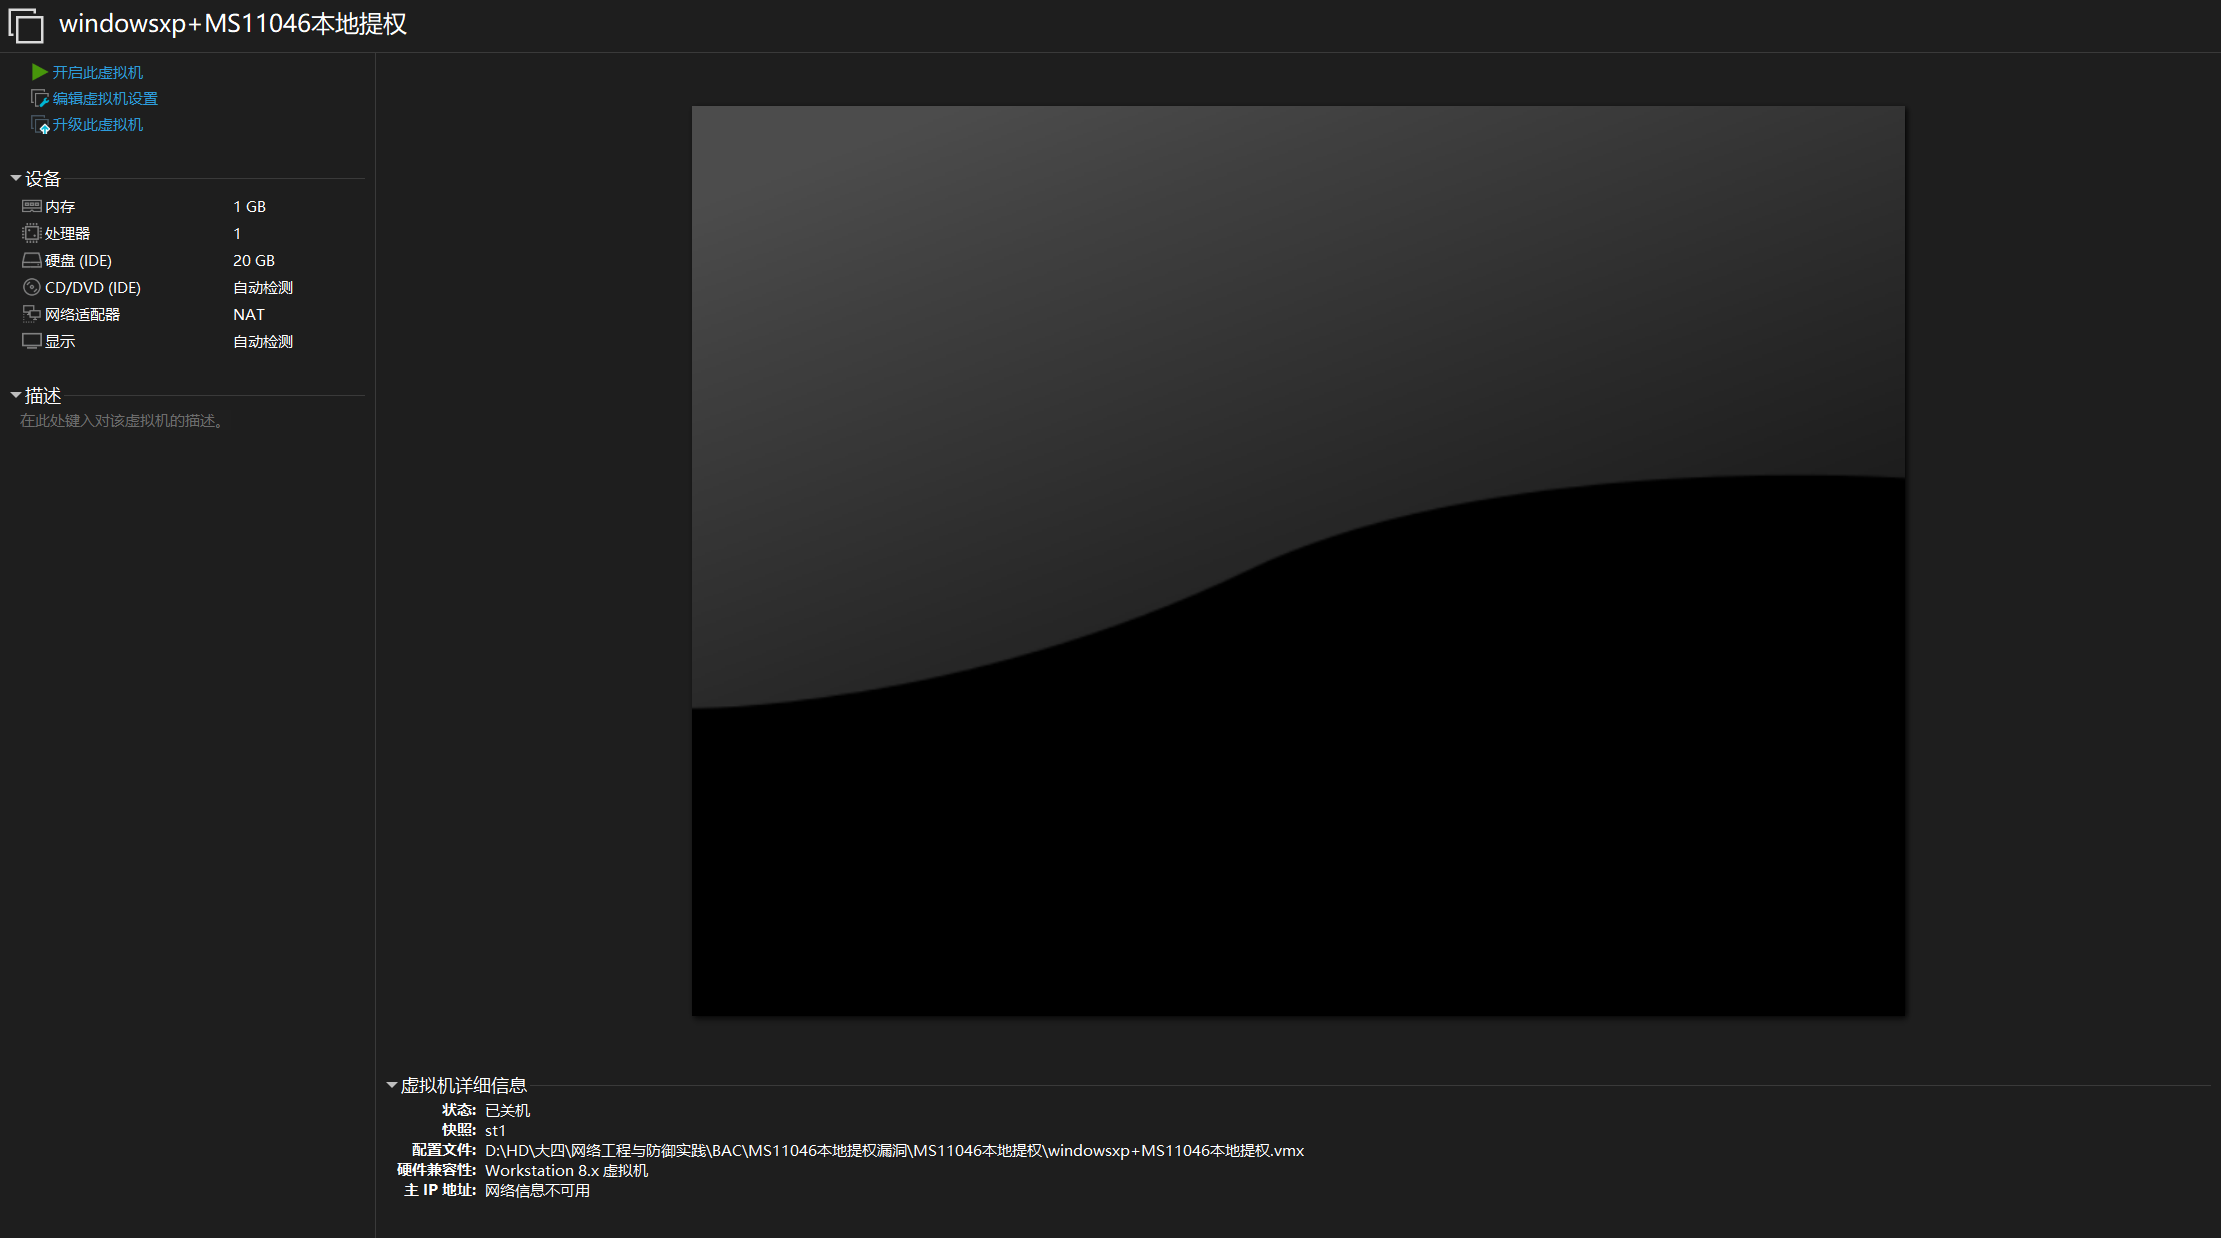 windowsxp+MS11046本地提权
开启此虚拟机
编辑虚拟机设置
升级此虚拟机
设备
内存 1 GB
处理器 1
硬盘 (IDE) 20 GB
CD/DVD (IDE) 自动检测
网络适配器 NAT
显示 自动检测
描述
在此处键入对该虚拟机的描述。
虚拟机详细信息
状态: 已关机
快照: st1
配置文件: D:\HD\大四\网络工程与防御实践\BAC\MS11046本地提权漏洞\MS11046本地提权\windowsxp+MS11046本地提权.vmx
硬件兼容性: Workstation 8.x 虚拟机
主 IP 地址: 网络信息不可用